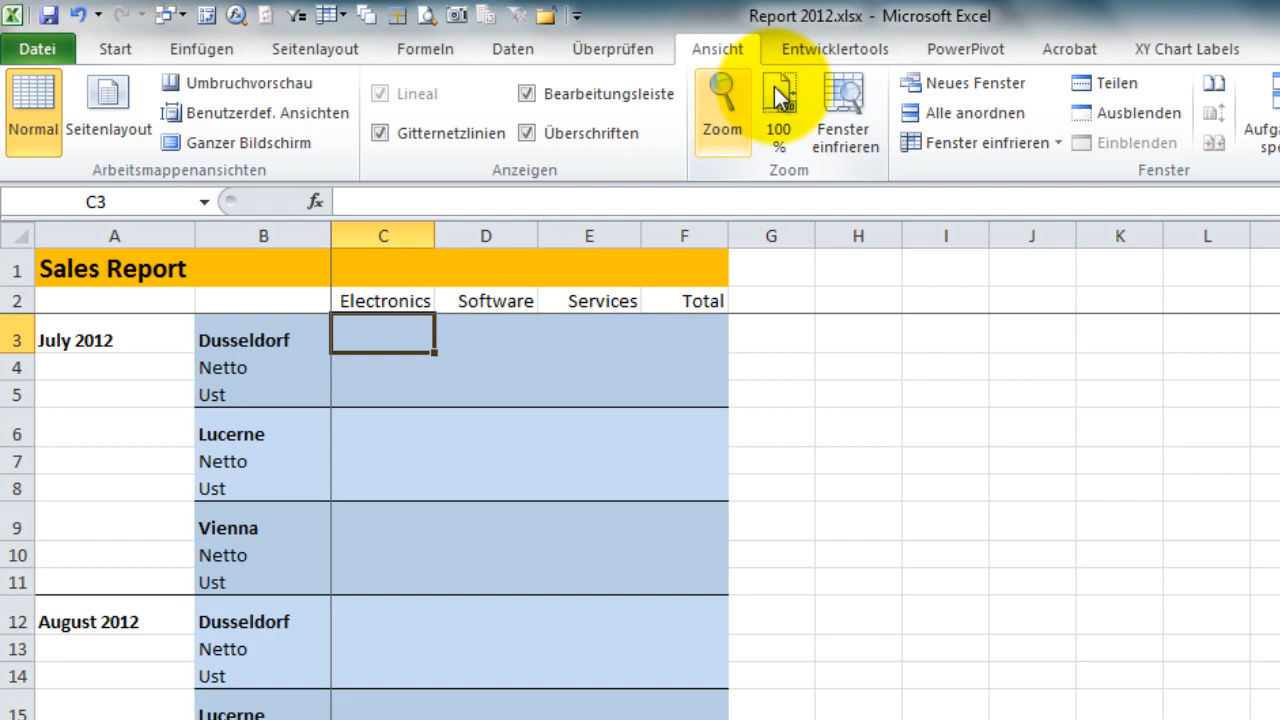 Report 2012.xlsx - Microsoft Excel
Datei Start Einfügen Seitenlayout Formeln Daten Überprüfen Ansicht Entwicklertools PowerPivot Acrobat XY Chart Labels
Normal
Seitenlayout
Umbruchvorschau
Benutzerdef. Ansichten
Ganzer Bildschirm
Arbeitsmappenansichten
Lineal
Bearbeitungsleiste
Gitternetzlinien
Überschriften
Anzeigen
Zoom
100
%
Fenster
einfrieren
Zoom
Neues Fenster
Alle anordnen
Fenster einfrieren
Teilen
Ausblenden
Einblenden
Fenster
C3
fx
A B C D E F G H I J K L
1 Sales Report
2 Electronics Software Services Total
3 July 2012 Dusseldorf
4 Netto
5 Ust
6 Lucerne
7 Netto
8 Ust
9 Vienna
10 Netto
11 Ust
12 August 2012 Dusseldorf
13 Netto
14 Ust
15 Lucerne